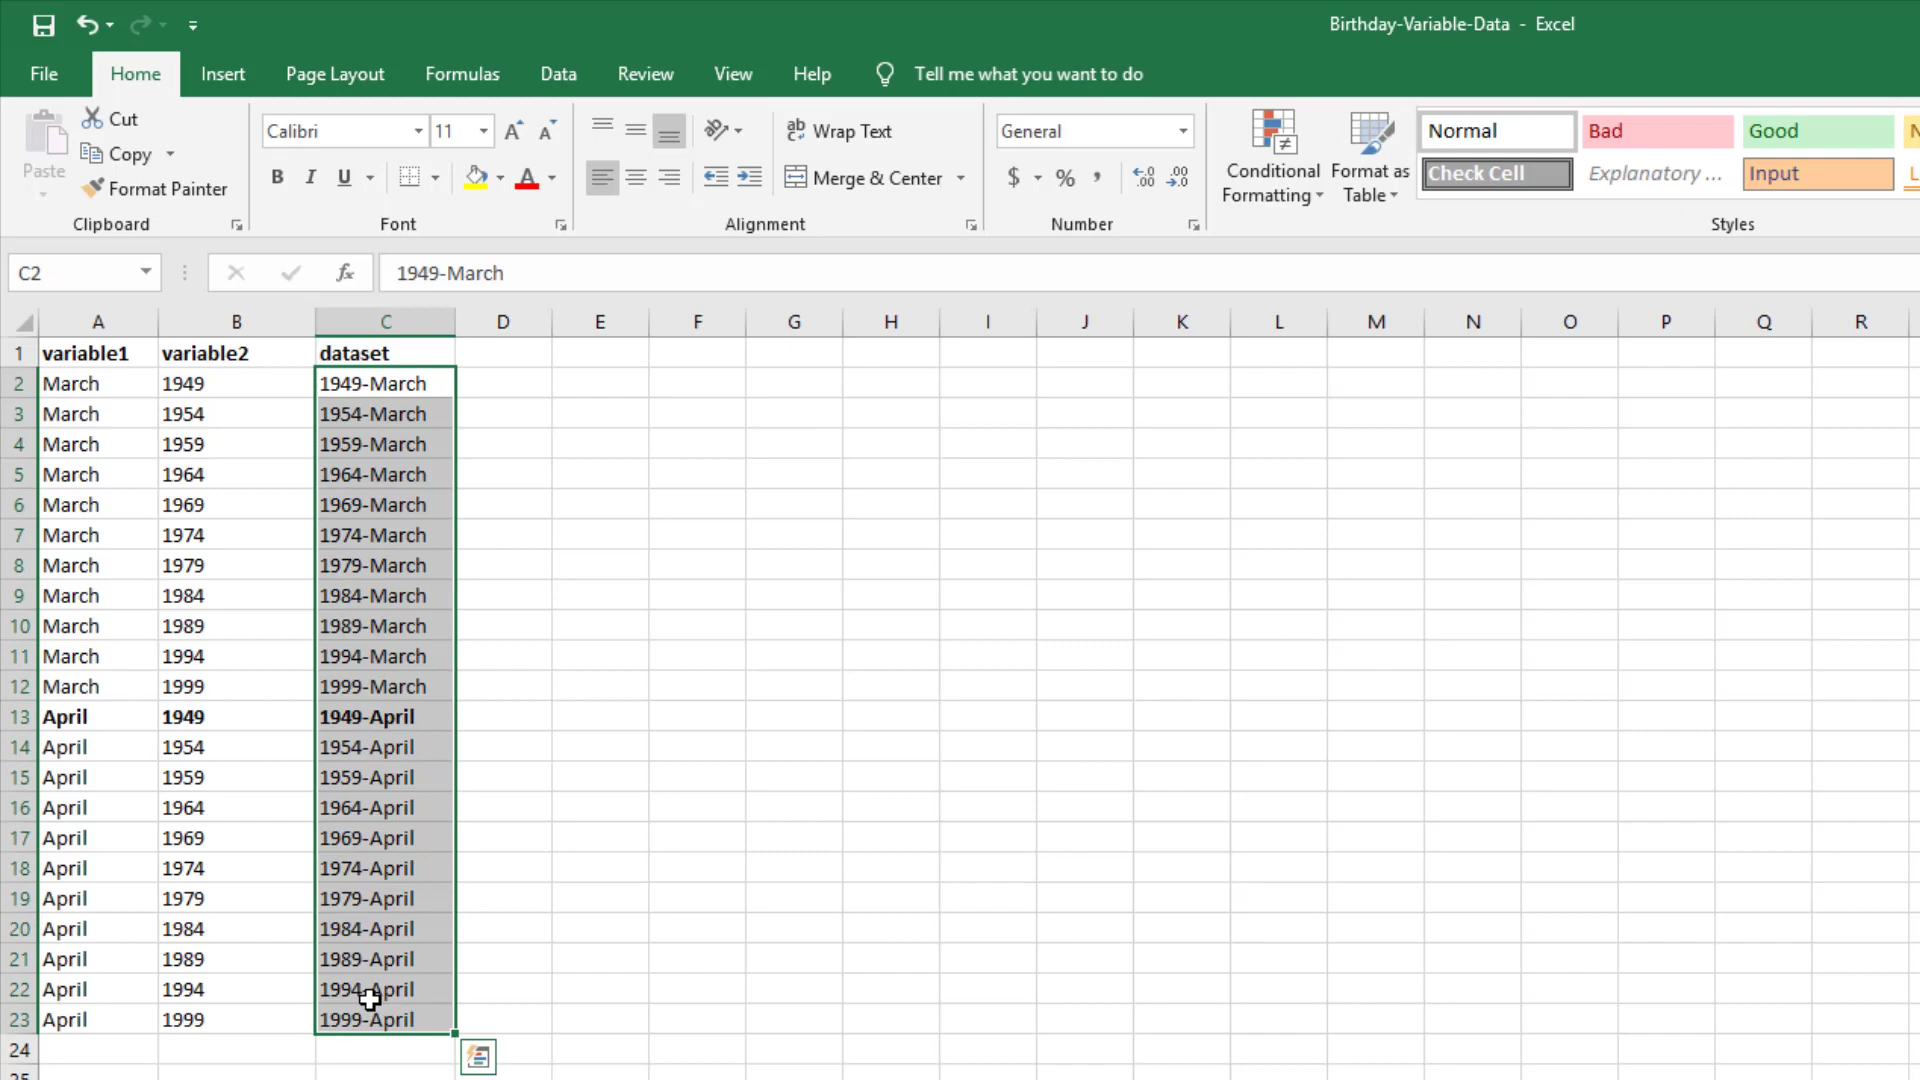 Birthday-Variable-Data - Excel
File Home Insert Page Layout Formulas Data Review View Help Tell me what you want to do
Paste
Cut
Copy
Format Painter
Clipboard
Calibri 11
B I U
Font
Wrap Text
Merge & Center
Alignment
General
$ % ,
Number
Conditional Formatting
Format as Table
Normal Bad Good N
Check Cell Explanatory ... Input L
Styles
C2 fx 1949-March
A B C D E F G H I J K L M N O P Q R
1 variable1 variable2 dataset
2 March 1949 1949-March
3 March 1954 1954-March
4 March 1959 1959-March
5 March 1964 1964-March
6 March 1969 1969-March
7 March 1974 1974-March
8 March 1979 1979-March
9 March 1984 1984-March
10 March 1989 1989-March
11 March 1994 1994-March
12 March 1999 1999-March
13 April 1949 1949-April
14 April 1954 1954-April
15 April 1959 1959-April
16 April 1964 1964-April
17 April 1969 1969-April
18 April 1974 1974-April
19 April 1979 1979-April
20 April 1984 1984-April
21 April 1989 1989-April
22 April 1994 1994-April
23 April 1999 1999-April
24